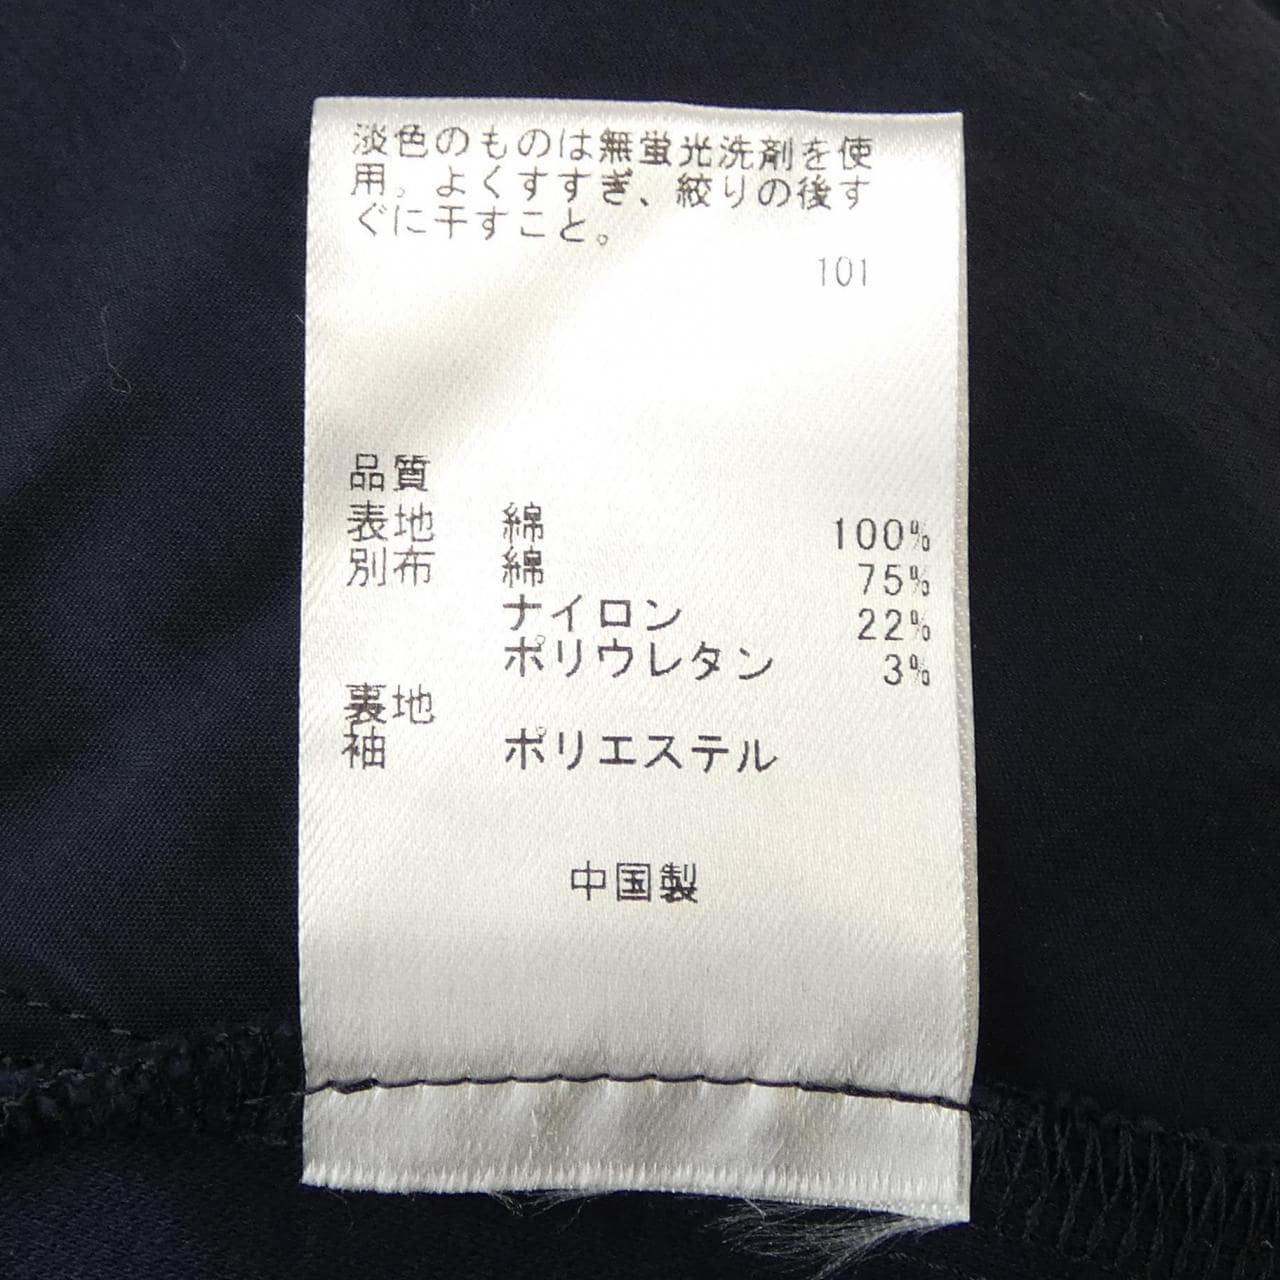 淡色のものは無蛍光洗剤を使
用。よくすすぎ、絞りの後す
ぐに干すこと。
101
品質
表地 綿 100%
別布 綿 75%
ナイロン 22%
ポリウレタン 3%
裏地
袖 ポリエステル
中国製